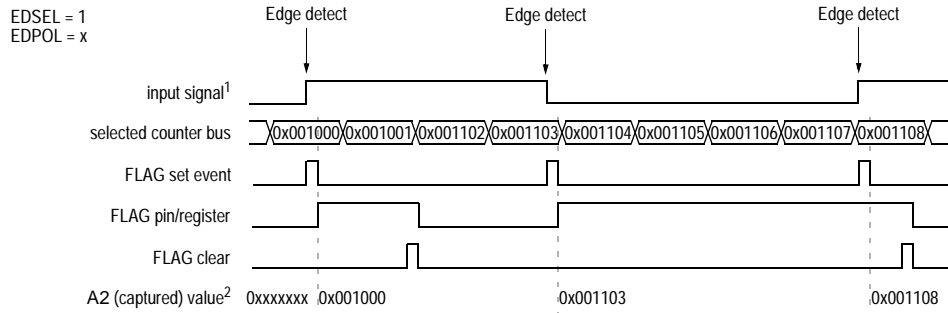 EDSEL = 1
EDPOL = x
Edge detect
Edge detect
Edge detect
input signal1
selected counter bus
0x001000 0x001001 0x001102 0x001103 0x001104 0x001105 0x001106 0x001107 0x001108
FLAG set event
FLAG pin/register
FLAG clear
A2 (captured) value2 0xxxxxxx 0x001000 0x001103 0x001108